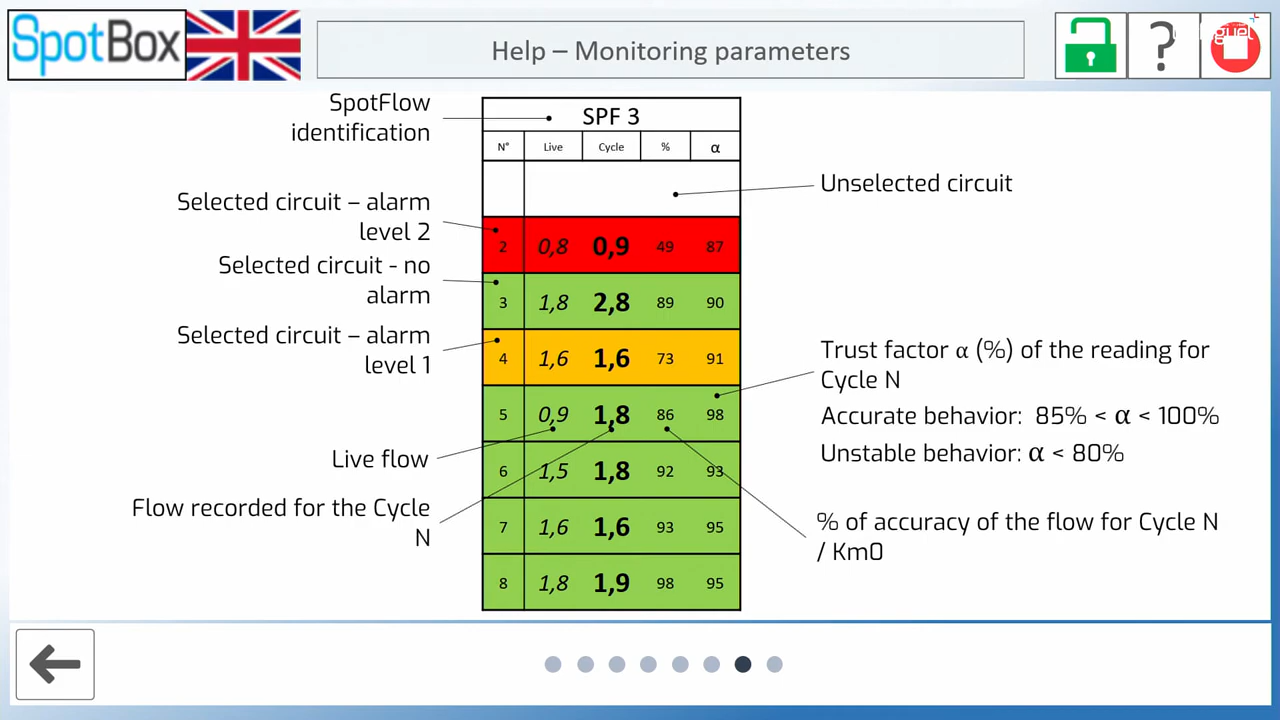 SpotBox
Help – Monitoring parameters
?
SpotFlow
identification
SPF 3
N° Live Cycle % α
Unselected circuit
Selected circuit – alarm
level 2
2 0,8 0,9 49 87
Selected circuit - no
alarm
3 1,8 2,8 89 90
Selected circuit – alarm
level 1
4 1,6 1,6 73 91
Trust factor α (%) of the reading for
Cycle N
Accurate behavior: 85% < α < 100%
Unstable behavior: α < 80%
5 0,9 1,8 86 98
Live flow
6 1,5 1,8 92 93
Flow recorded for the Cycle
N
7 1,6 1,6 93 95
% of accuracy of the flow for Cycle N
/ Km0
8 1,8 1,9 98 95